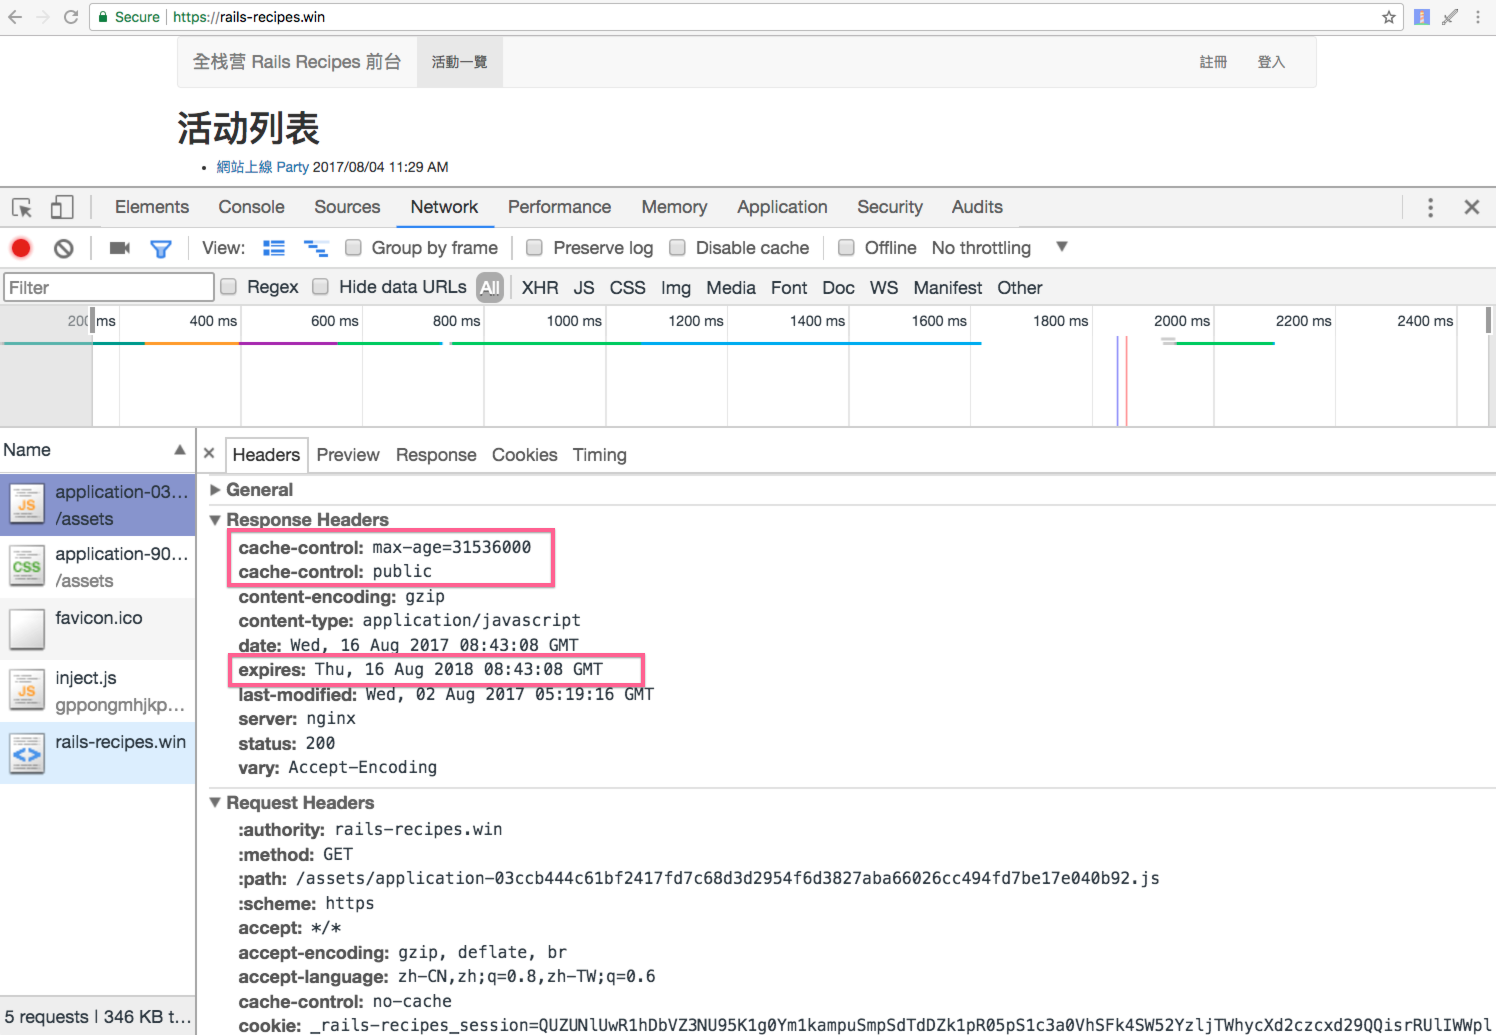 Secure https://rails-recipes.win
全栈营 Rails Recipes 前台 活動一覽 註冊 登入
活动列表
• 網站上線 Party 2017/08/04 11:29 AM
Elements Console Sources Network Performance Memory Application Security Audits
View: Group by frame Preserve log Disable cache Offline No throttling
Filter Regex Hide data URLs All XHR JS CSS Img Media Font Doc WS Manifest Other
200 ms 400 ms 600 ms 800 ms 1000 ms 1200 ms 1400 ms 1600 ms 1800 ms 2000 ms 2200 ms 2400 ms
Name
JS application-03...
/assets
CSS application-90...
/assets
favicon.ico
JS inject.js
gppongmhjkp...
rails-recipes.win
5 requests | 346 KB t...
Headers Preview Response Cookies Timing
General
Response Headers
cache-control: max-age=31536000
cache-control: public
content-encoding: gzip
content-type: application/javascript
date: Wed, 16 Aug 2017 08:43:08 GMT
expires: Thu, 16 Aug 2018 08:43:08 GMT
last-modified: Wed, 02 Aug 2017 05:19:16 GMT
server: nginx
status: 200
vary: Accept-Encoding
Request Headers
:authority: rails-recipes.win
:method: GET
:path: /assets/application-03ccb444c61bf2417fd7c68d3d2954f6d3827aba66026cc494fd7be17e040b92.js
:scheme: https
accept: */*
accept-encoding: gzip, deflate, br
accept-language: zh-CN,zh;q=0.8,zh-TW;q=0.6
cache-control: no-cache
cookie: _rails-recipes_session=QUZUNlUwR1hDbVZ3NU95K1g0Ym1kampuSmpSdTdDZk1pR05pS1c3a0VhSFk4SW52YzljTWhycXd2czcxd29QQisrRUlIWWpl